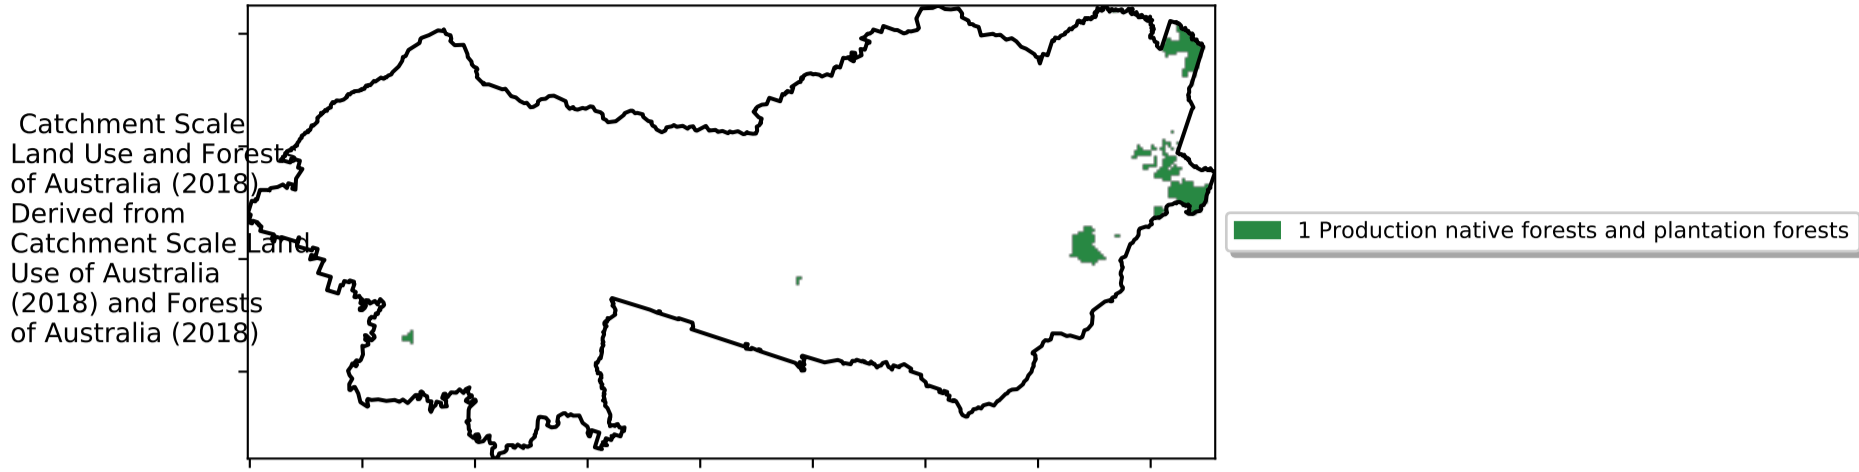 Catchment Scale
Land Use and Forests
of Australia (2018)
Derived from
Catchment Scale Land
Use of Australia
(2018) and Forests
of Australia (2018)
1 Production native forests and plantation forests